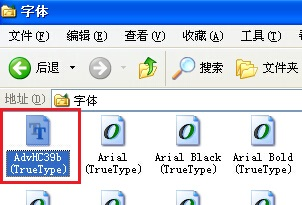 字体
文件(F) 编辑(E) 查看(V) 收藏(A) 工具(T)
后退 搜索 文件夹
地址(D) 字体
AdvHC39b Arial Arial Black Arial Bold
(TrueType) (TrueType) (TrueType) (TrueType)